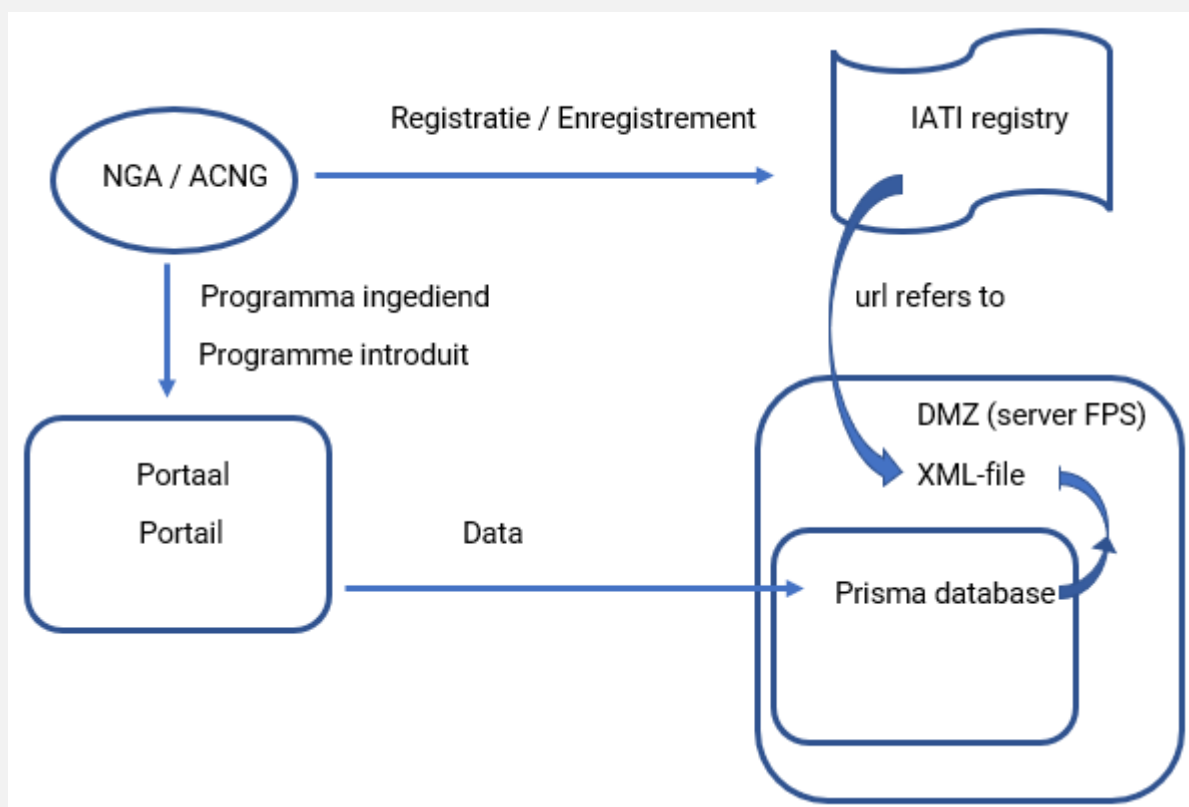 Registratie / Enregistrement
IATI registry
NGA / ACNG
Programma ingediend
Programme introduit
url refers to
DMZ (server FPS)
XML-file
Portaal
Portail
Data
Prisma database